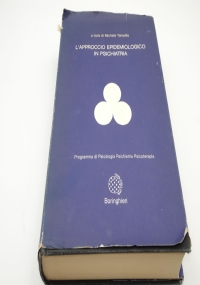 a cura di Michele Tansella
L'APPROCCIO EPIDEMIOLOGICO
IN PSICHIATRIA
Programma di Psicologia Psichiatria Psicoterapia
Boringhieri